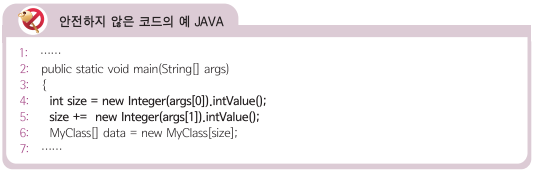 안전하지 않은 코드의 예 JAVA
1: ……
2: public static void main(String[] args)
3: {
4: int size = new Integer(args[0]).intValue();
5: size += new Integer(args[1]).intValue();
6: MyClass[] data = new MyClass[size];
7: ……